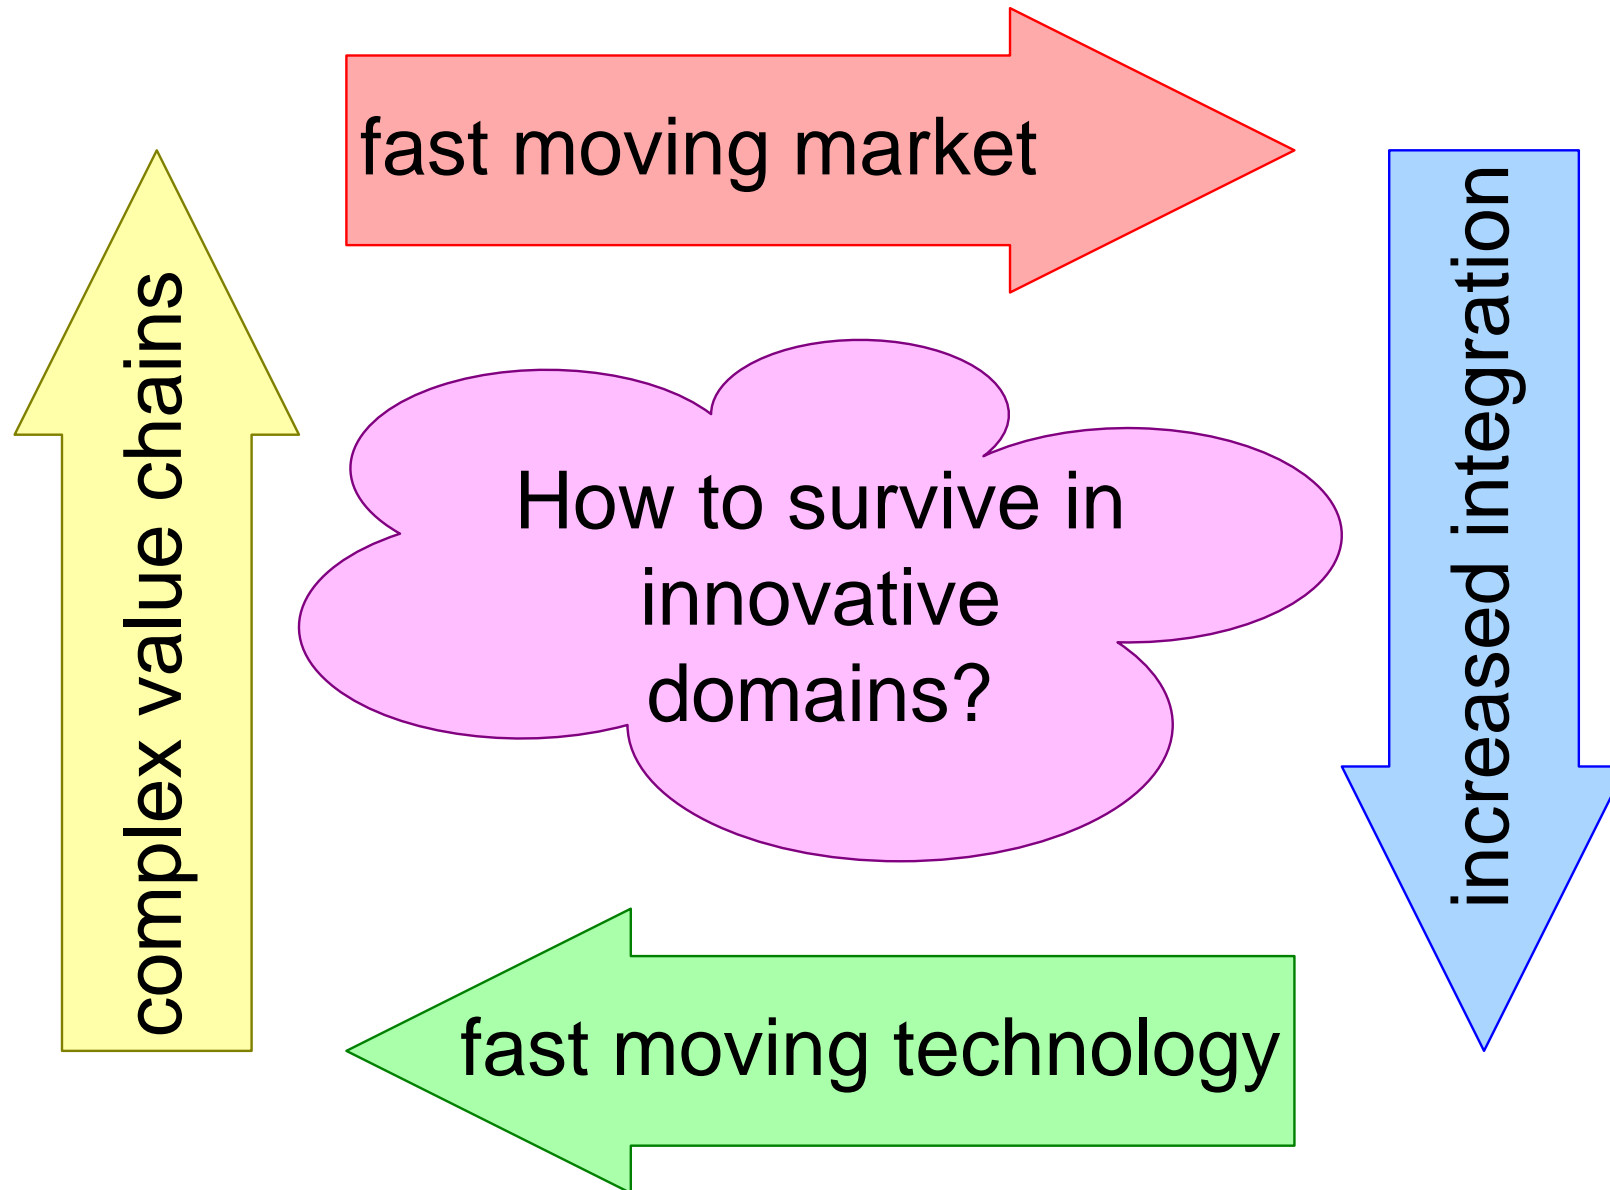 fast moving market
complex value chains
How to survive in
innovative
domains?
increased integration
fast moving technology